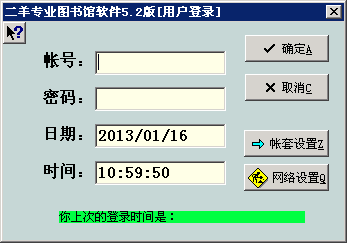 二羊专业图书馆软件5.2版[用户登录]
帐号：
确定A
密码：
取消C
日期： 2013/01/16
帐套设置Z
时间： 10:59:50
网络设置Q
你上次的登录时间是：